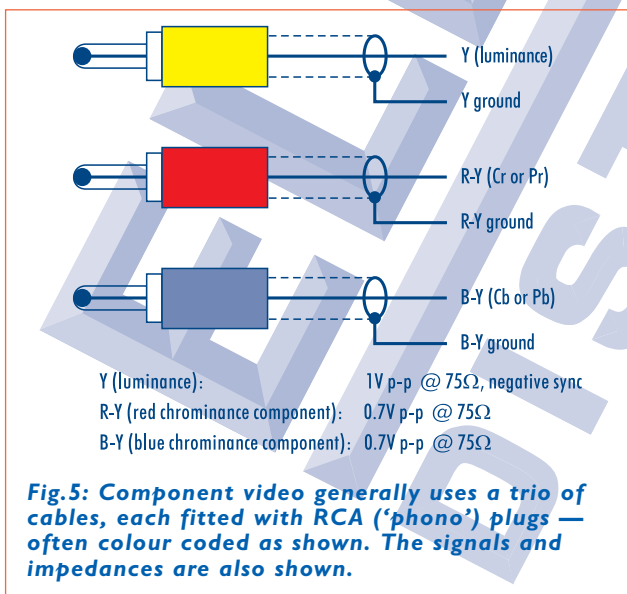 Y (luminance)
Y ground
R-Y (Cr or Pr)
R-Y ground
B-Y (Cb or Pb)
B-Y ground
Y (luminance): 1V p-p @ 75Ω, negative sync
R-Y (red chrominance component): 0.7V p-p @ 75Ω
B-Y (blue chrominance component): 0.7V p-p @ 75Ω
Fig.5: Component video generally uses a trio of
cables, each fitted with RCA (‘phono’) plugs —
often colour coded as shown. The signals and
impedances are also shown.